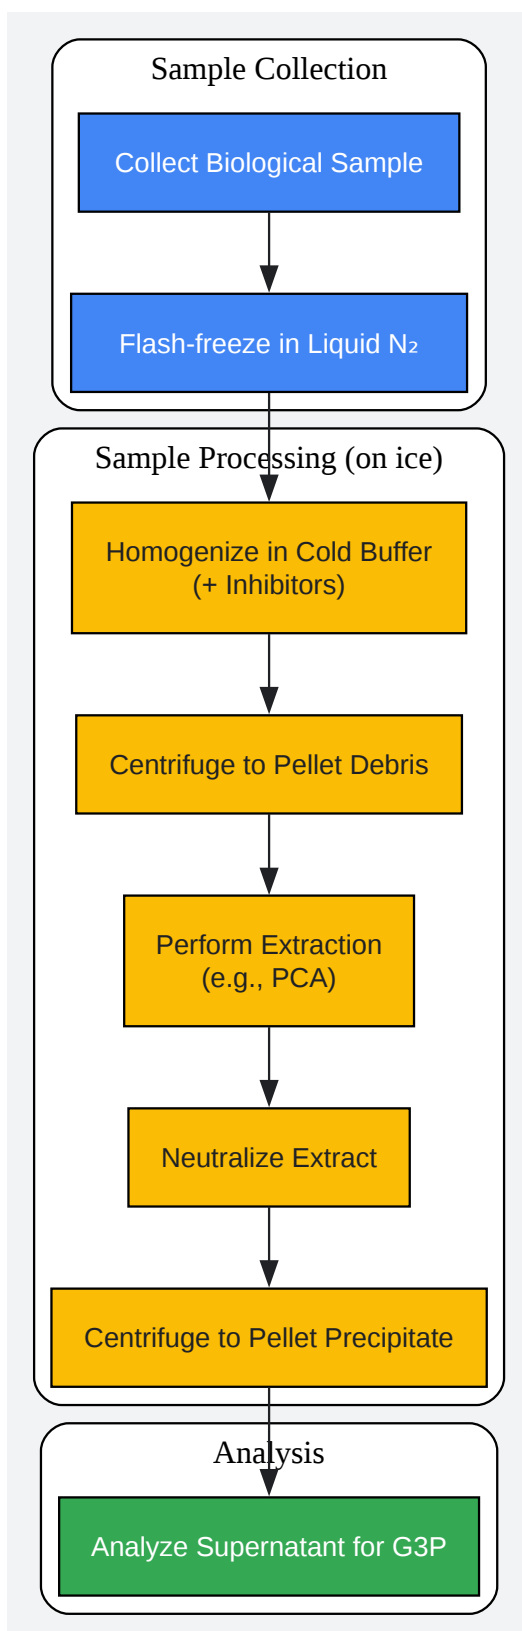 Sample Collection
Collect Biological Sample
Flash-freeze in Liquid N₂
Sample Processing (on ice)
Homogenize in Cold Buffer
(+ Inhibitors)
Centrifuge to Pellet Debris
Perform Extraction
(e.g., PCA)
Neutralize Extract
Centrifuge to Pellet Precipitate
Analysis
Analyze Supernatant for G3P